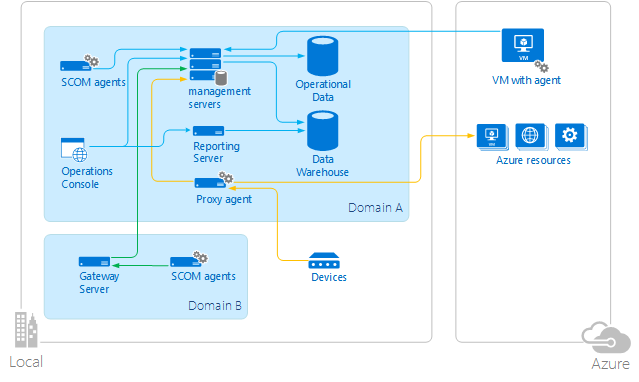 VM
SCOM agents
management
servers
Operational
Data
VM with agent
Operations
Console
Reporting
Server
Data
Warehouse
VM
Azure resources
Proxy agent
Domain A
Gateway
Server
SCOM agents
Devices
Domain B
Local
Azure